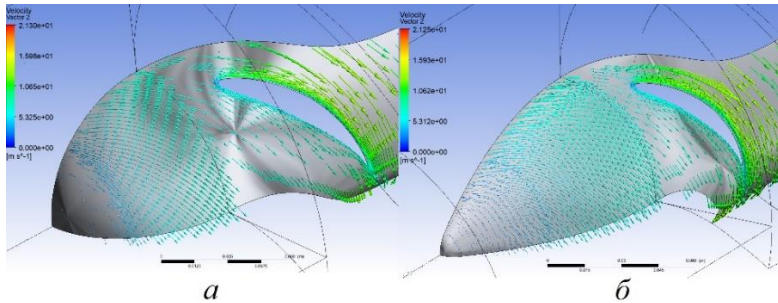 Velocity
Vector 2
2.130e+01
1.598e+01
1.065e+01
5.325e+00
0.000e+00
[m s^-1]
Velocity
Vector 2
2.125e+01
1.593e+01
1.062e+01
5.312e+00
0.000e+00
[m s^-1]
а
б